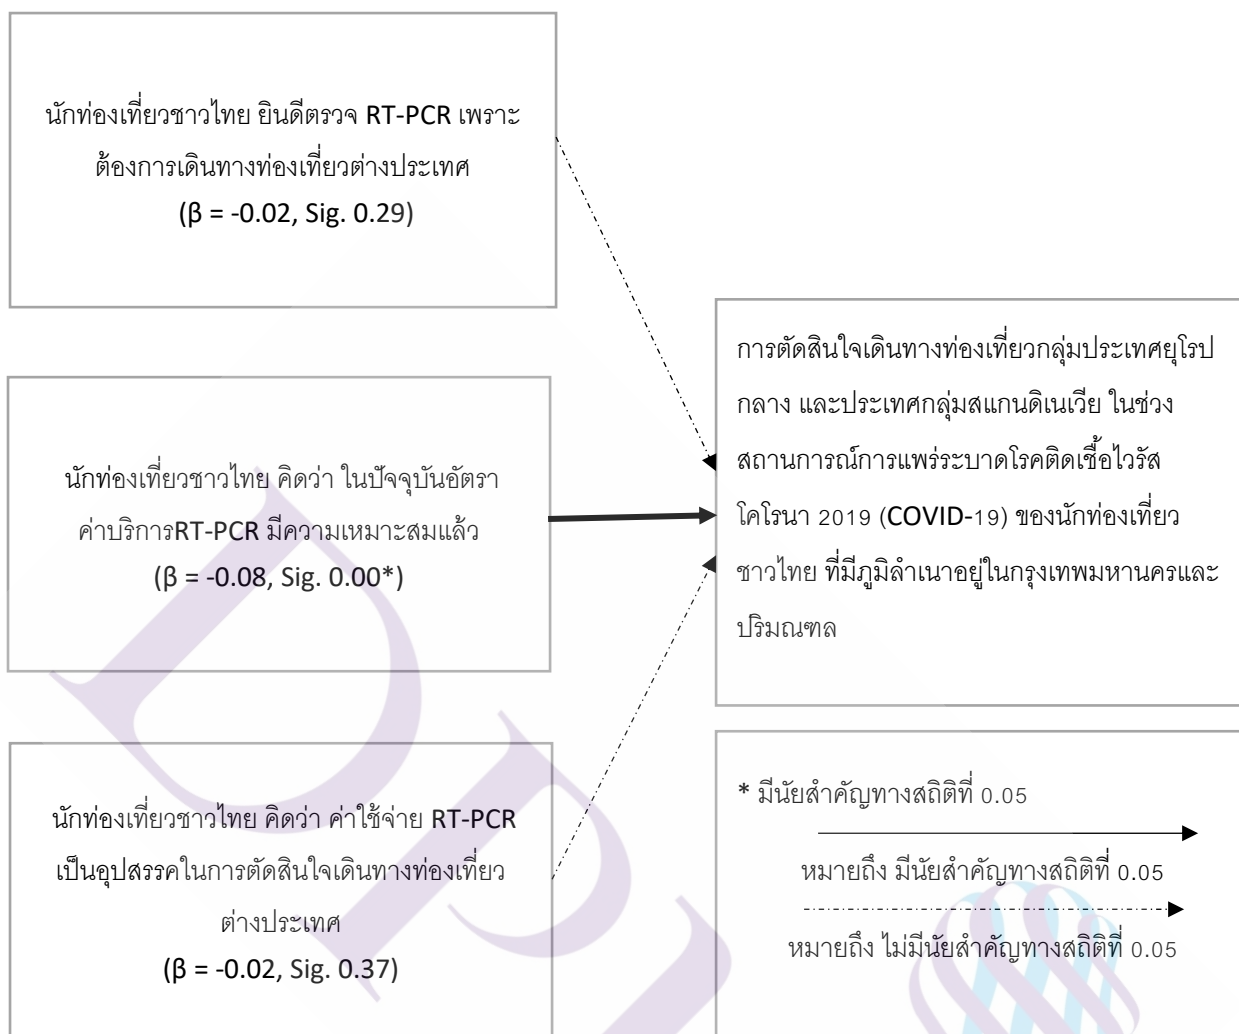 นักท่องเที่ยวชาวไทย ยินดีตรวจ RT-PCR เพราะ
ต้องการเดินทางท่องเที่ยวต่างประเทศ
(β = -0.02, Sig. 0.29)
นักท่องเที่ยวชาวไทย คิดว่า ในปัจจุบันอัตรา
ค่าบริการRT-PCR มีความเหมาะสมแล้ว
(β = -0.08, Sig. 0.00*)
นักท่องเที่ยวชาวไทย คิดว่า ค่าใช้จ่าย RT-PCR
เป็นอุปสรรคในการตัดสินใจเดินทางท่องเที่ยว
ต่างประเทศ
(β = -0.02, Sig. 0.37)
การตัดสินใจเดินทางท่องเที่ยวกลุ่มประเทศยุโรป
กลาง และประเทศกลุ่มสแกนดิเนเวีย ในช่วง
สถานการณ์การแพร่ระบาดโรคติดเชื้อไวรัส
โคโรนา 2019 (COVID-19) ของนักท่องเที่ยว
ชาวไทย ที่มีภูมิลำเนาอยู่ในกรุงเทพมหานครและ
ปริมณฑล
* มีนัยสำคัญทางสถิติที่ 0.05
หมายถึง มีนัยสำคัญทางสถิติที่ 0.05
หมายถึง ไม่มีนัยสำคัญทางสถิติที่ 0.05